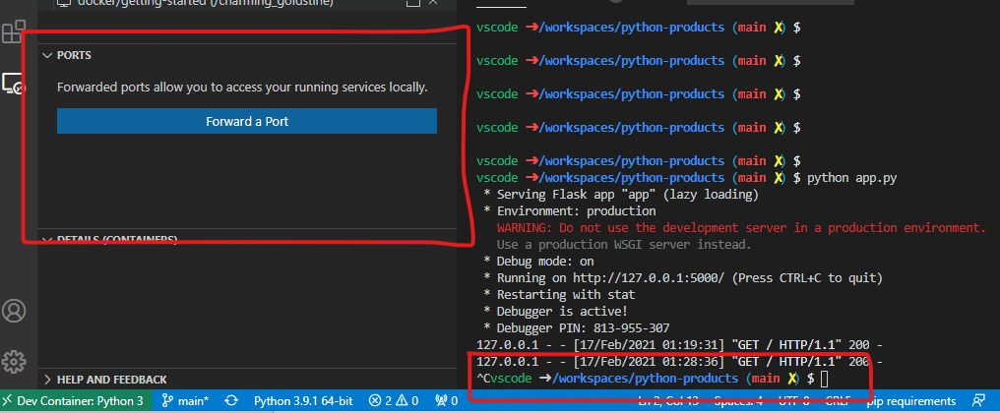 docker/getting-started (/charming_goldstine)
PORTS
Forwarded ports allow you to access your running services locally.
Forward a Port
DETAILS (CONTAINERS)
HELP AND FEEDBACK
vscode ➜/workspaces/python-products (main ✗) $
vscode ➜/workspaces/python-products (main ✗) $
vscode ➜/workspaces/python-products (main ✗) $
vscode ➜/workspaces/python-products (main ✗) $
vscode ➜/workspaces/python-products (main ✗) $
vscode ➜/workspaces/python-products (main ✗) $ python app.py
* Serving Flask app "app" (lazy loading)
* Environment: production
WARNING: Do not use the development server in a production environment.
Use a production WSGI server instead.
* Debug mode: on
* Running on http://127.0.0.1:5000/ (Press CTRL+C to quit)
* Restarting with stat
* Debugger is active!
* Debugger PIN: 813-955-307
127.0.0.1 - - [17/Feb/2021 01:19:31] "GET / HTTP/1.1" 200 -
127.0.0.1 - - [17/Feb/2021 01:28:36] "GET / HTTP/1.1" 200 -
^Cvscode ➜/workspaces/python-products (main ✗) $
Dev Container: Python 3 main* Python 3.9.1 64-bit 2 0 0 Ln 2, Col 13 Spaces: 4 UTF-8 CRLF pip requirements